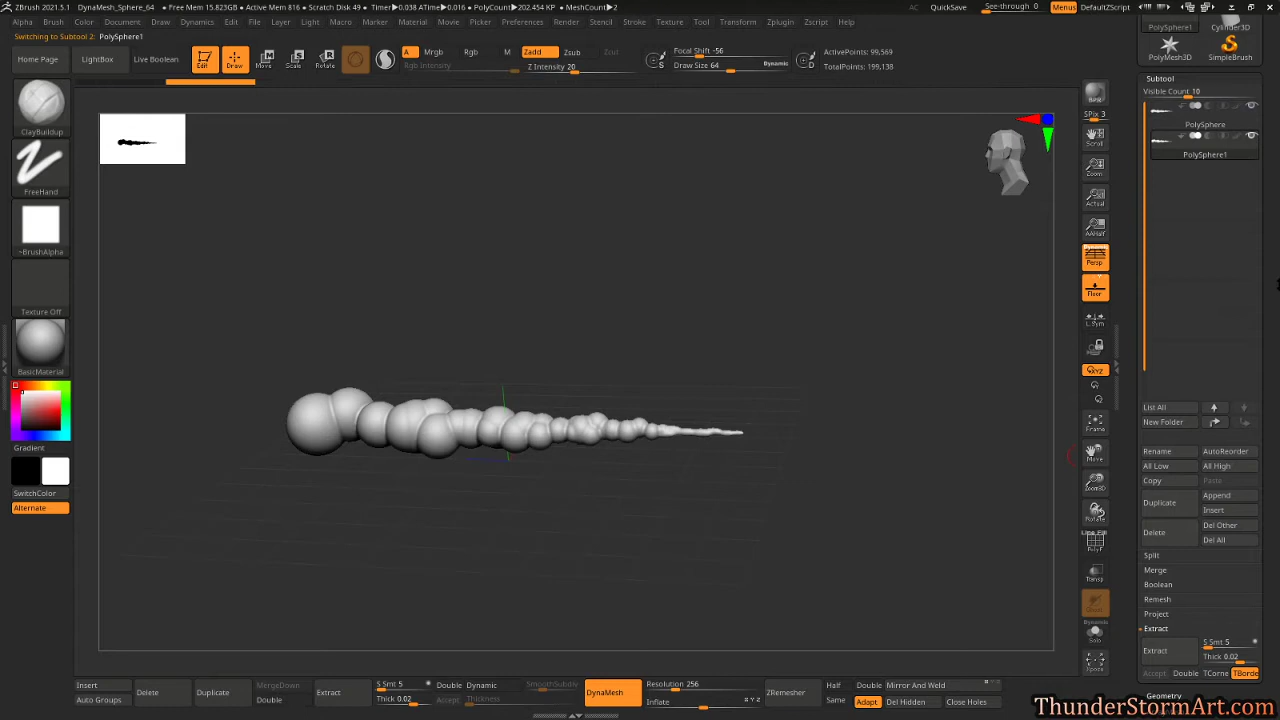 ZBrush 2021.5.1 DynaMesh_Sphere_64 • Free Mem 15.823GB • Active Mem 816 • Scratch Disk 49 • Timer▶0.038 ATime▶0.016 • PolyCount▶202.454 KP • MeshCount▶2 AC QuickSave See-through 0 Menus DefaultZScript
Alpha Brush Color Document Draw Dynamics Edit File Layer Light Macro Marker Material Movie Picker Preferences Render Stencil Stroke Texture Tool Transform Zplugin Zscript Help
Switching to Subtool 2: PolySphere1
Home Page LightBox Live Boolean Edit Draw Move Scale Rotate A Mrgb Rgb M Zadd Zsub Zcut
Rgb Intensity Z Intensity 20
S Focal Shift -56
Draw Size 64 Dynamic D
ActivePoints: 99,569
TotalPoints: 199,138
PolySphere1 Cylinder3D
PolyMesh3D SimpleBrush
ClayBuildup
FreeHand
~BrushAlpha
Texture Off
BasicMaterial
Gradient
SwitchColor
Alternate
BPR
SPix 3
Scroll
Zoom
Actual
AAHalf
Dynamic
Persp
Floor
L.Sym
XYZ
Frame
Move
Zoom3D
Rotate
Line Fill
PolyF
Transp
Ghost
Dynamic
Solo
Xpose
Subtool
Visible Count 10
PolySphere
PolySphere1
List All
New Folder
Rename AutoReorder
All Low All High
Copy Paste
Duplicate Append
Insert
Delete Del Other
Del All
Split
Merge
Boolean
Remesh
Project
Extract
Extract S Smt 5
Thick 0.02
Accept Double TCorne TBorde
Geometry
Insert Delete Duplicate MergeDown Extract S Smt 5 Double Dynamic SmoothSubdiv DynaMesh Resolution 256 ZRemesher Half Double Mirror And Weld
Auto Groups Double Thick 0.02 Accept Thickness Inflate Same Adapt Del Hidden Close Holes
ThunderStormArt.com